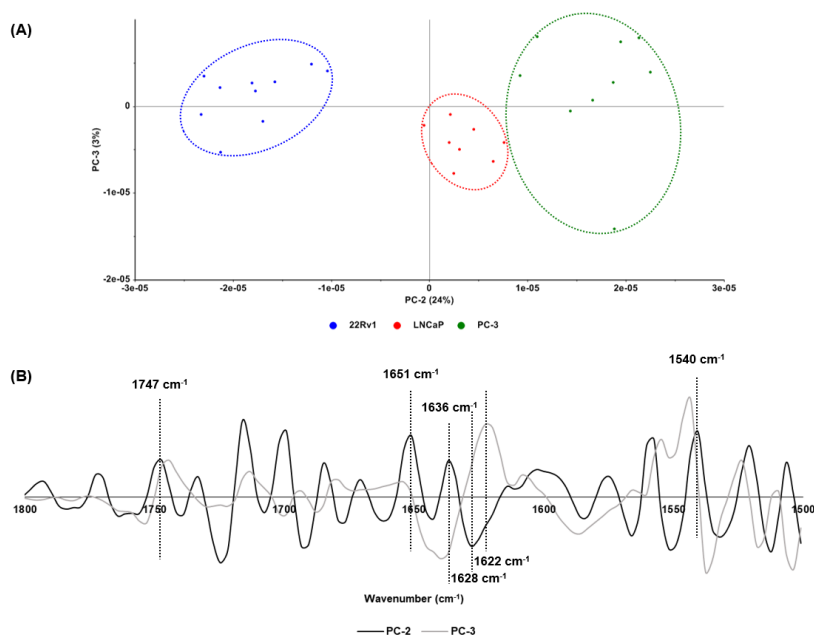 (A)
PC-3 (3%)
0
-1e-05
-2e-05
-3e-05 -2e-05 -1e-05 0 1e-05 2e-05 3e-05
PC-2 (24%)
22Rv1 LNCaP PC-3
(B)
1747 cm⁻¹
1651 cm⁻¹
1636 cm⁻¹
1540 cm⁻¹
1800 1750 1700 1650 1600 1550 1500
1622 cm⁻¹
1628 cm⁻¹
Wavenumber (cm⁻¹)
PC-2 PC-3